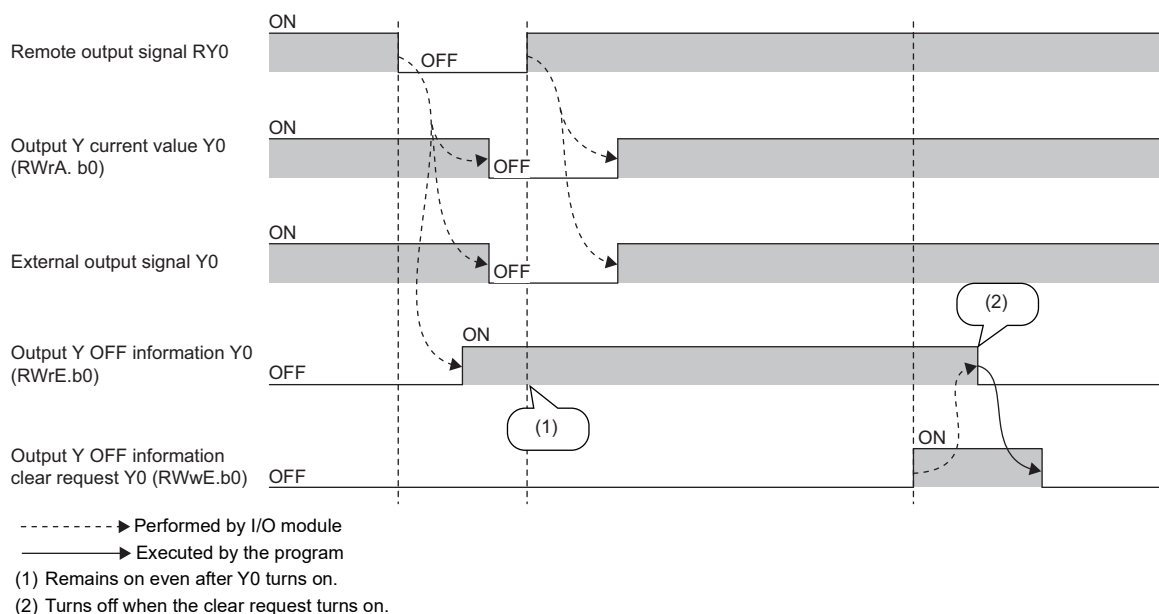 ON
Remote output signal RY0
OFF
ON
Output Y current value Y0
(RWrA. b0)
OFF
ON
External output signal Y0
OFF
(2)
ON
Output Y OFF information Y0
(RWrE.b0)
OFF
(1)
ON
Output Y OFF information
clear request Y0 (RWwE.b0)
OFF
Performed by I/O module
Executed by the program
(1) Remains on even after Y0 turns on.
(2) Turns off when the clear request turns on.